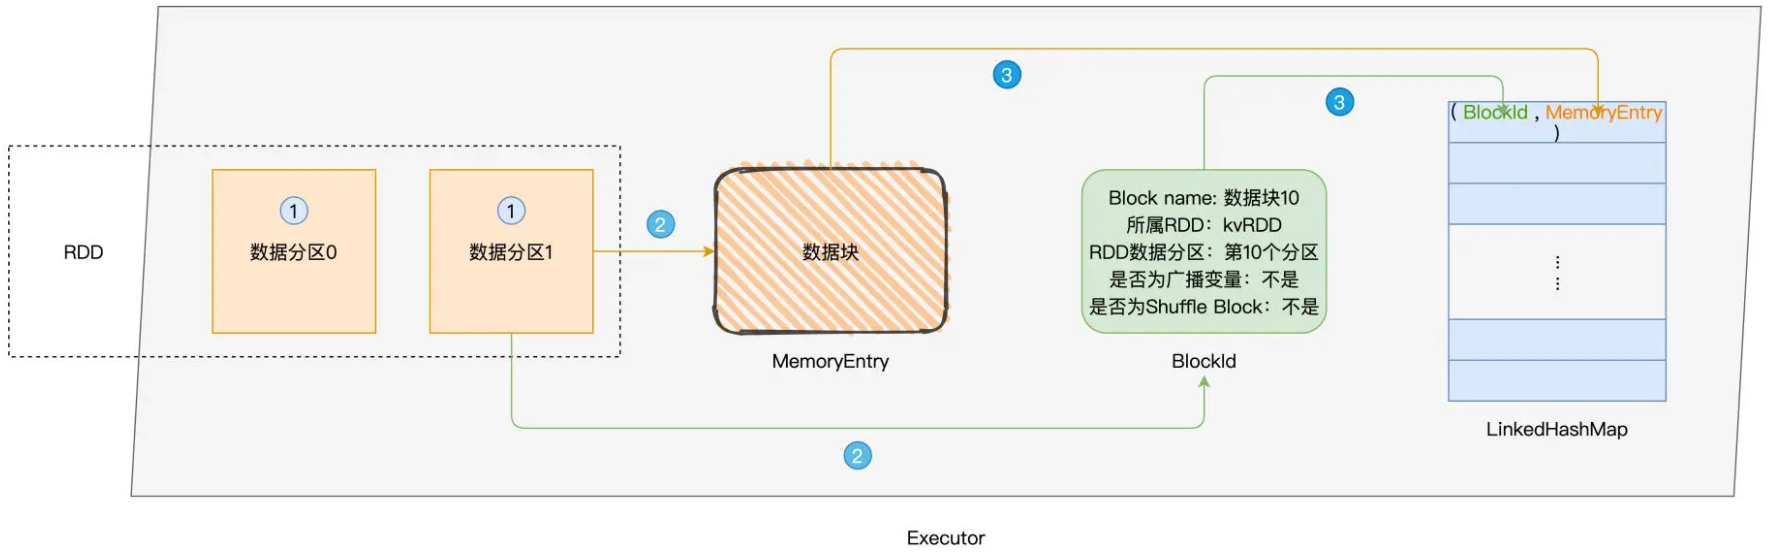 3
3
( BlockId , MemoryEntry
)
RDD
1
数据分区0
1
数据分区1
2
数据块
MemoryEntry
Block name: 数据块10
所属RDD：kvRDD
RDD数据分区：第10个分区
是否为广播变量：不是
是否为Shuffle Block：不是
BlockId
⋮
LinkedHashMap
2
Executor